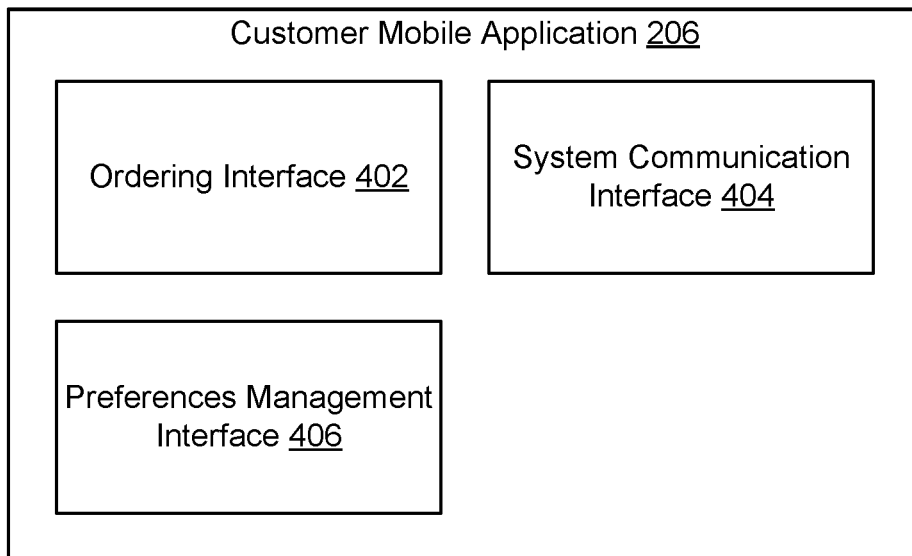 Customer Mobile Application 206
Ordering Interface 402
System Communication
Interface 404
Preferences Management
Interface 406